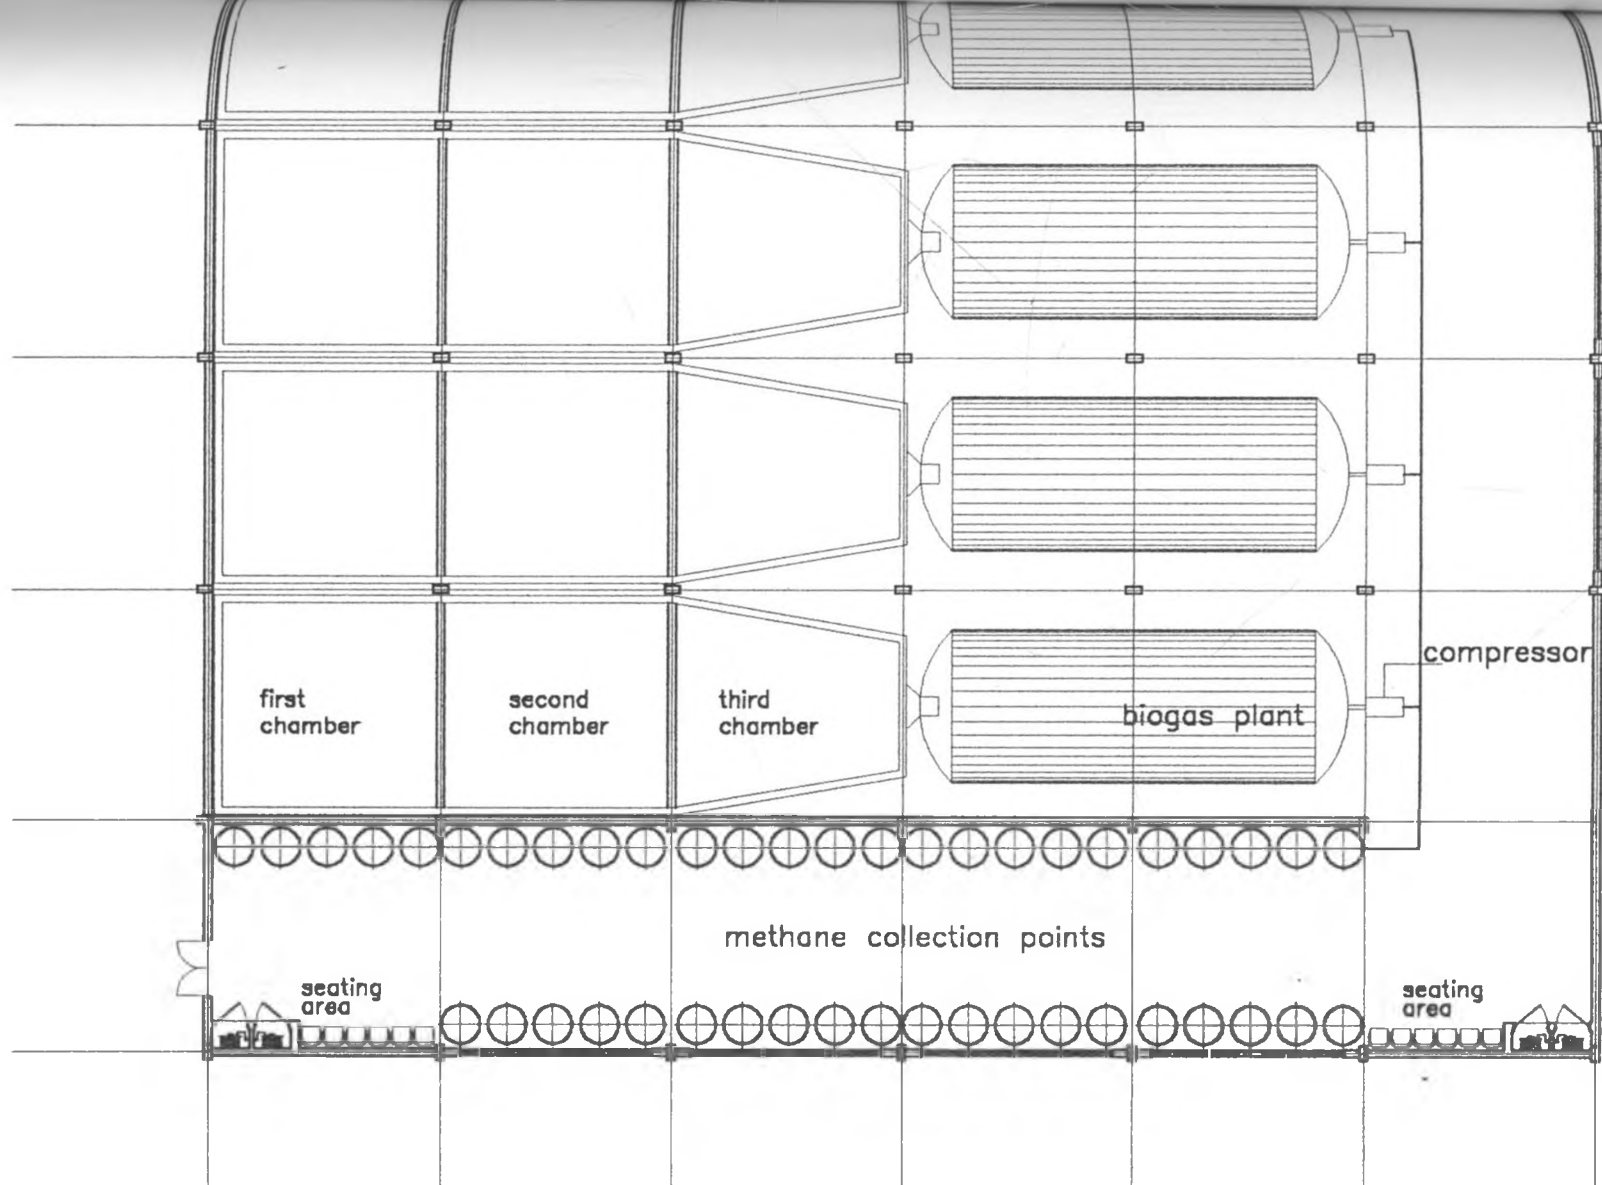 compressor
first
chamber
second
chamber
third
chamber
biogas plant
methane collection points
seating
area
seating
area